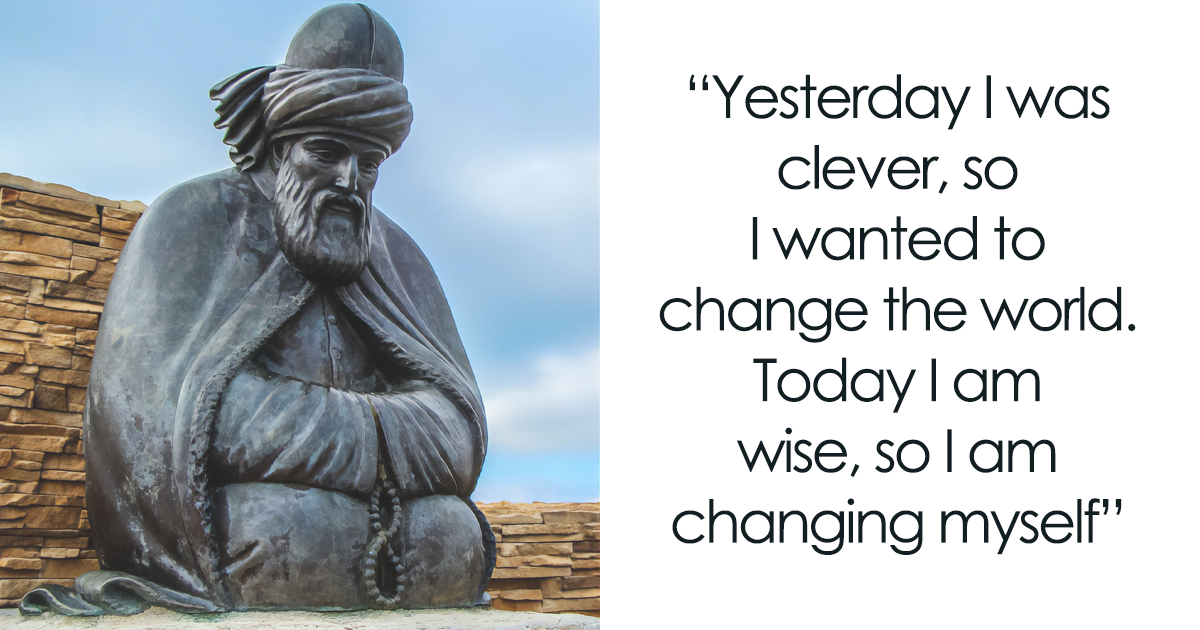 “Yesterday I was
clever, so
I wanted to
change the world.
Today I am
wise, so I am
changing myself”